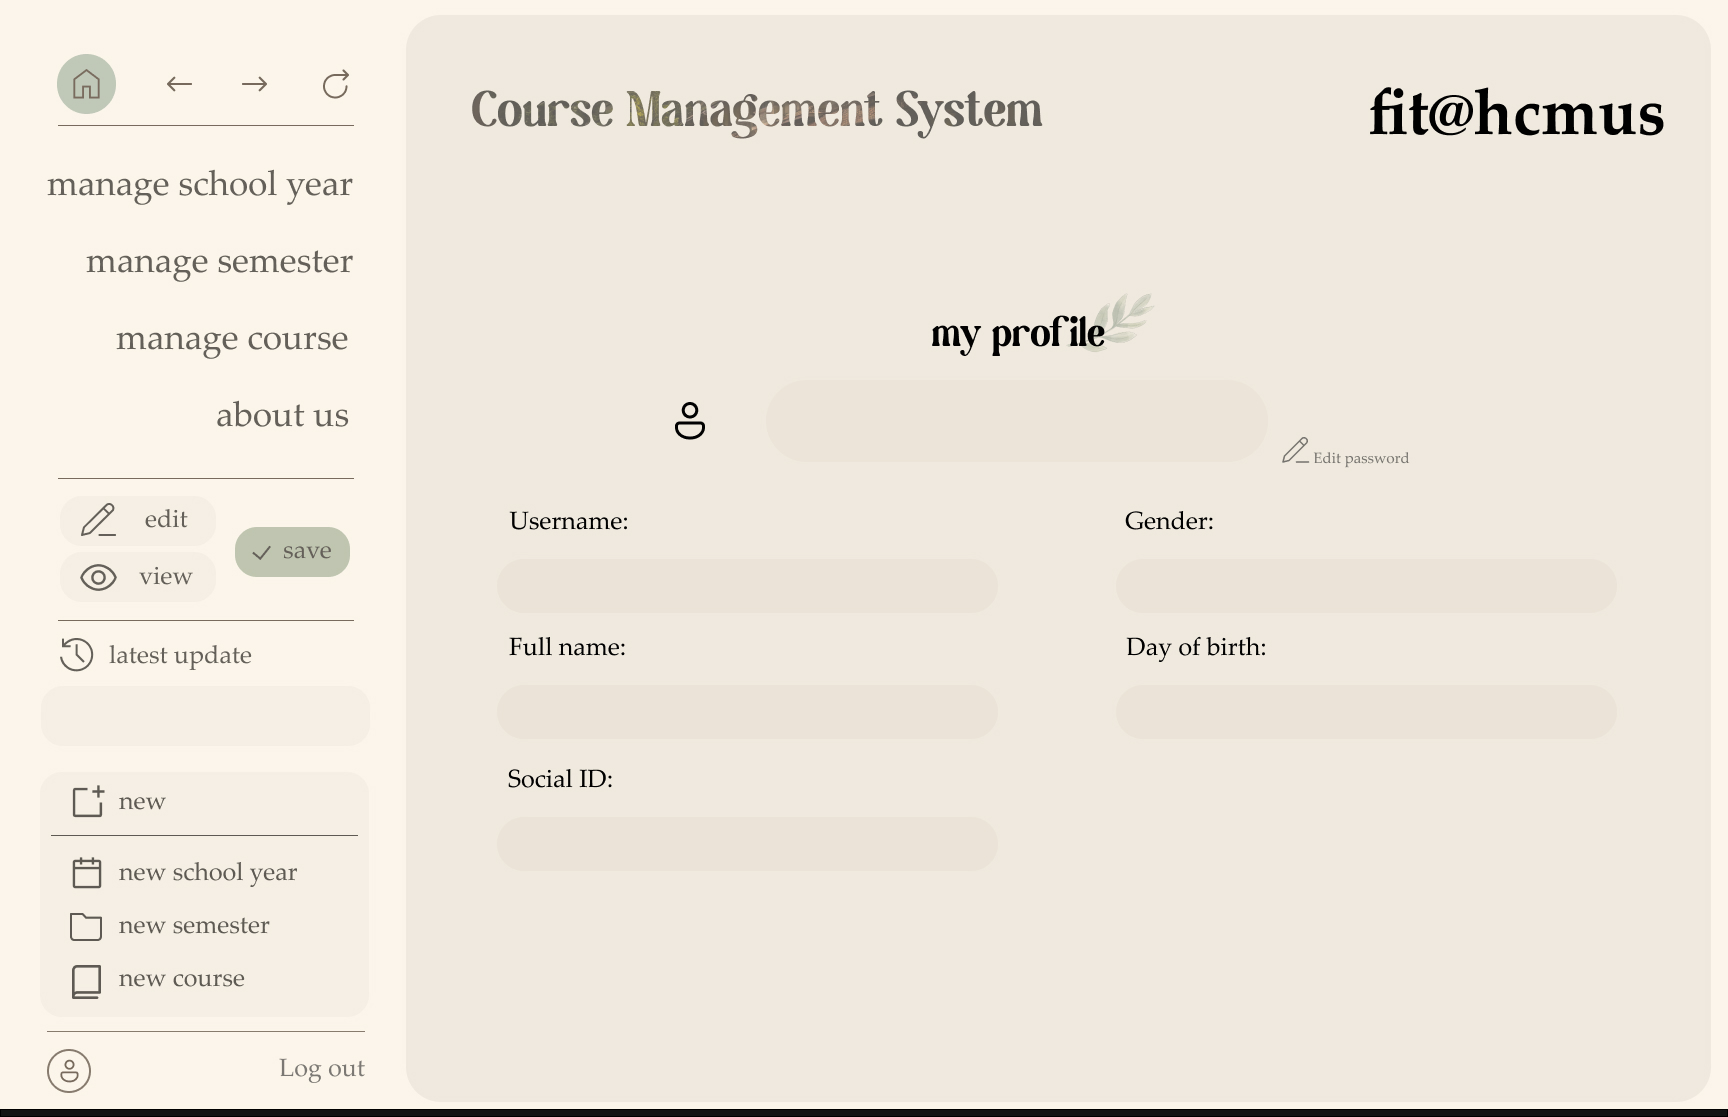 manage school year
manage semester
manage course
about us
edit
view
save
latest update
new
new school year
new semester
new course
Log out
Course Management System
fit@hcmus
my profile
Edit password
Username:
Gender:
Full name:
Day of birth:
Social ID: